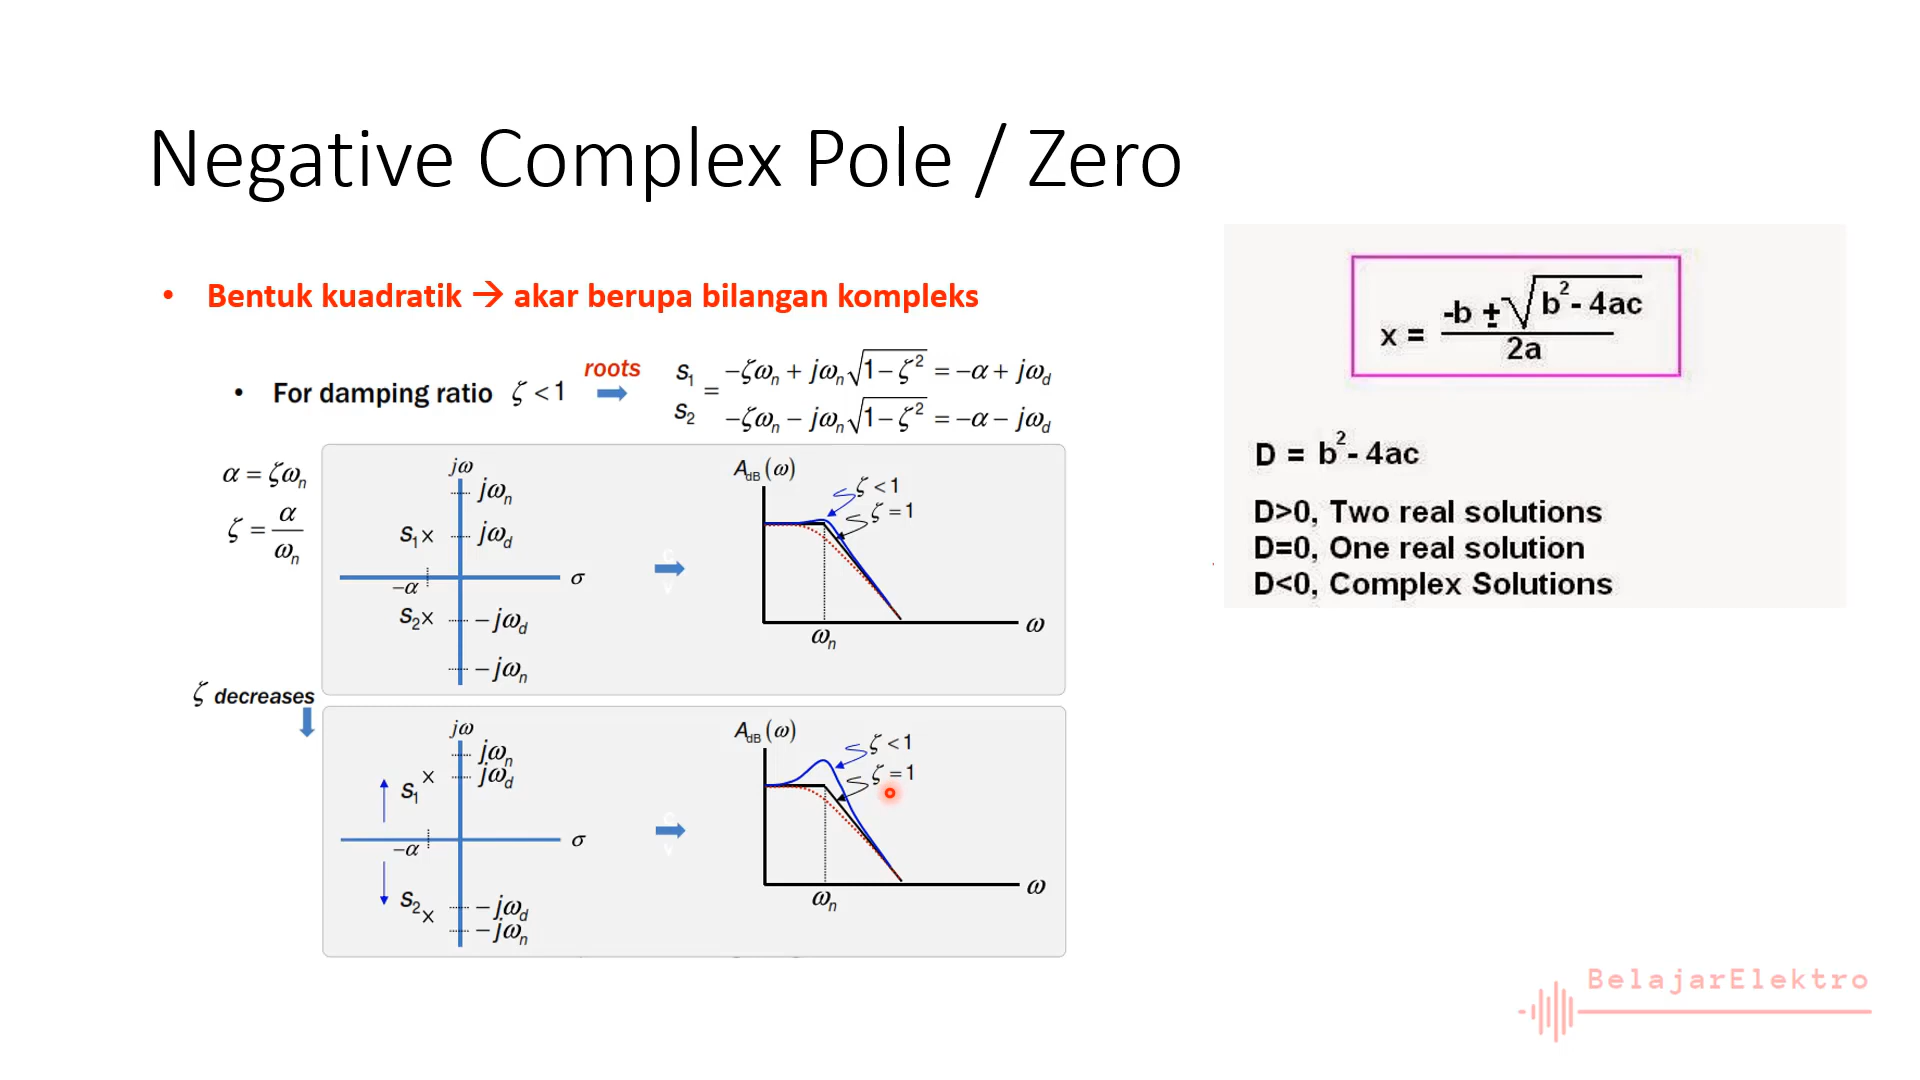 Negative Complex Pole / Zero
• Bentuk kuadratik → akar berupa bilangan kompleks
• For damping ratio ζ < 1
roots
s₁ = −ζωₙ + jωₙ√(1−ζ²) = −α + jω_d
s₂ = −ζωₙ − jωₙ√(1−ζ²) = −α − jω_d
α = ζωₙ
ζ = α/ωₙ
jω
jωₙ
s₁× jω_d
−α σ
s₂× −jω_d
−jωₙ
A_dB(ω)
ζ < 1
ζ = 1
ω
ωₙ
ζ decreases
jω
jωₙ
s₁ × jω_d
−α σ
s₂ × −jω_d
−jωₙ
A_dB(ω)
ζ < 1
ζ = 1
ω
ωₙ
x = (-b ± √(b²- 4ac))/2a
D = b²- 4ac
D>0, Two real solutions
D=0, One real solution
D<0, Complex Solutions
BelajarElektro